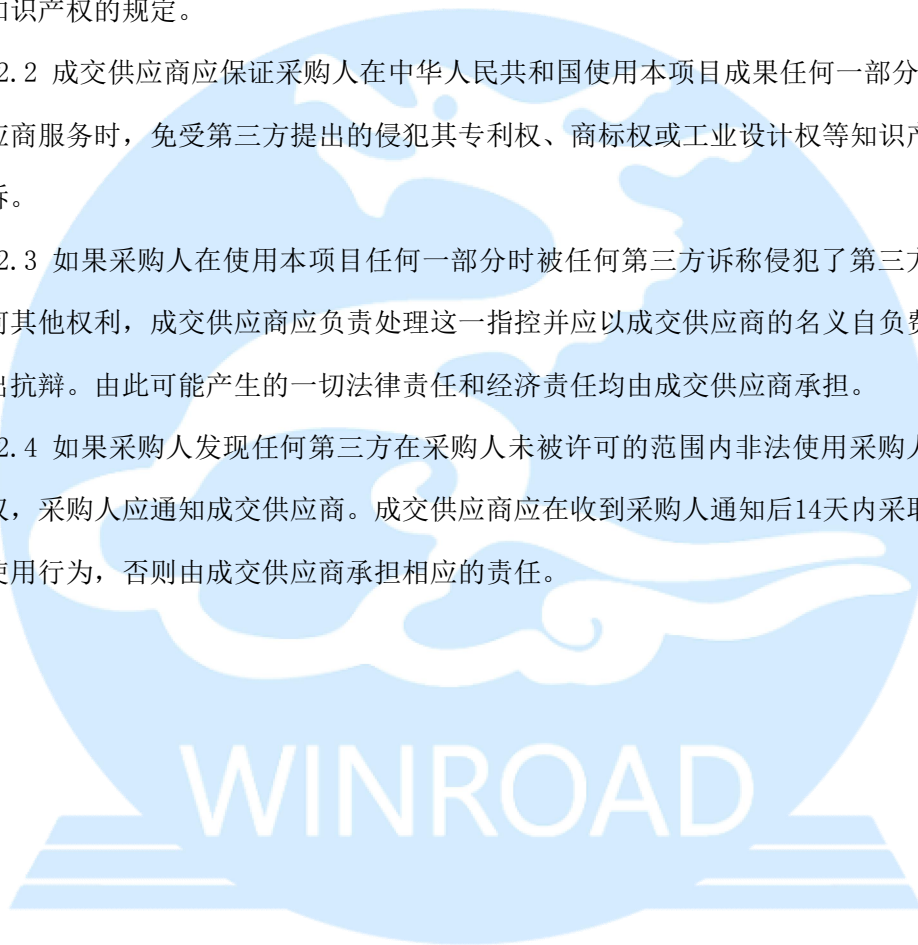 知识产权的规定。
2.2 成交供应商应保证采购人在中华人民共和国使用本项目成果任何一部分
应商服务时，免受第三方提出的侵犯其专利权、商标权或工业设计权等知识产
诉。
2.3 如果采购人在使用本项目任何一部分时被任何第三方诉称侵犯了第三方
何其他权利，成交供应商应负责处理这一指控并应以成交供应商的名义自负费
出抗辩。由此可能产生的一切法律责任和经济责任均由成交供应商承担。
2.4 如果采购人发现任何第三方在采购人未被许可的范围内非法使用采购人
权，采购人应通知成交供应商。成交供应商应在收到采购人通知后14天内采取
使用行为，否则由成交供应商承担相应的责任。
WINROAD